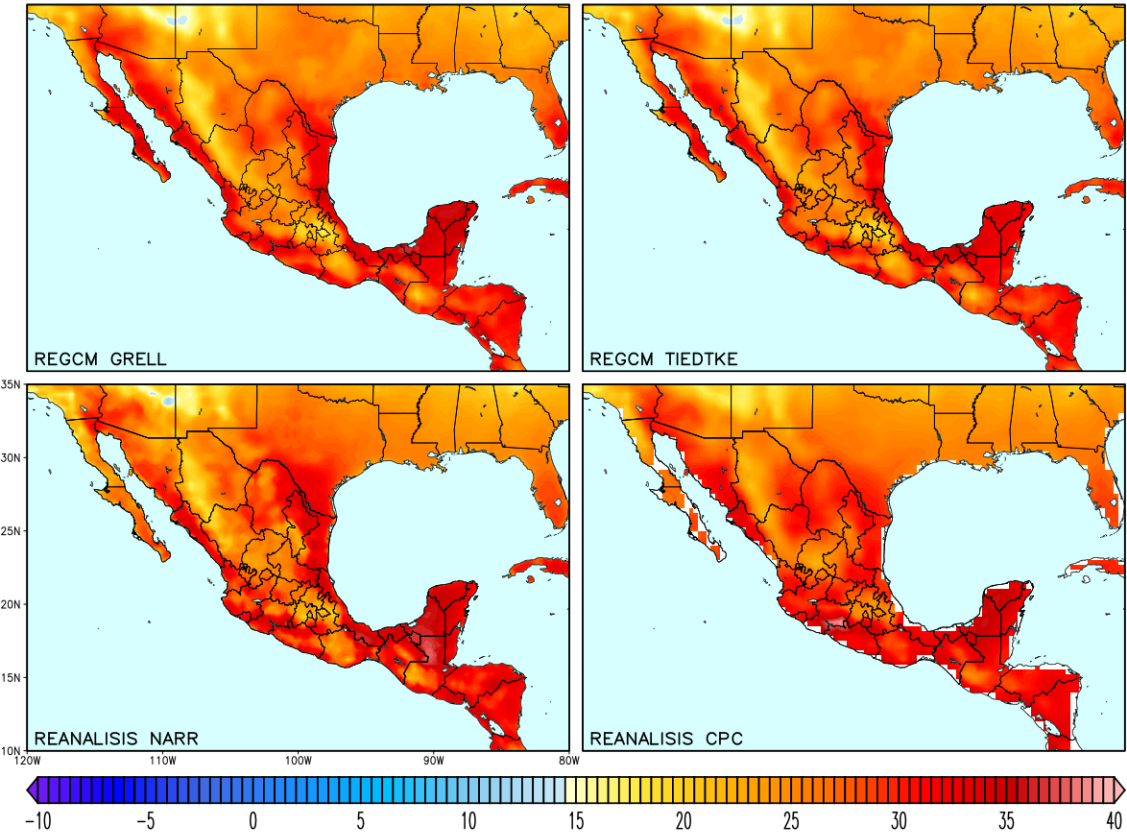 REGCM GRELL
REGCM TIEDTKE
35N
30N
25N
20N
15N
10N
REANALISIS NARR
REANALISIS CPC
120W 110W 100W 90W 80W
-10 -5 0 5 10 15 20 25 30 35 40